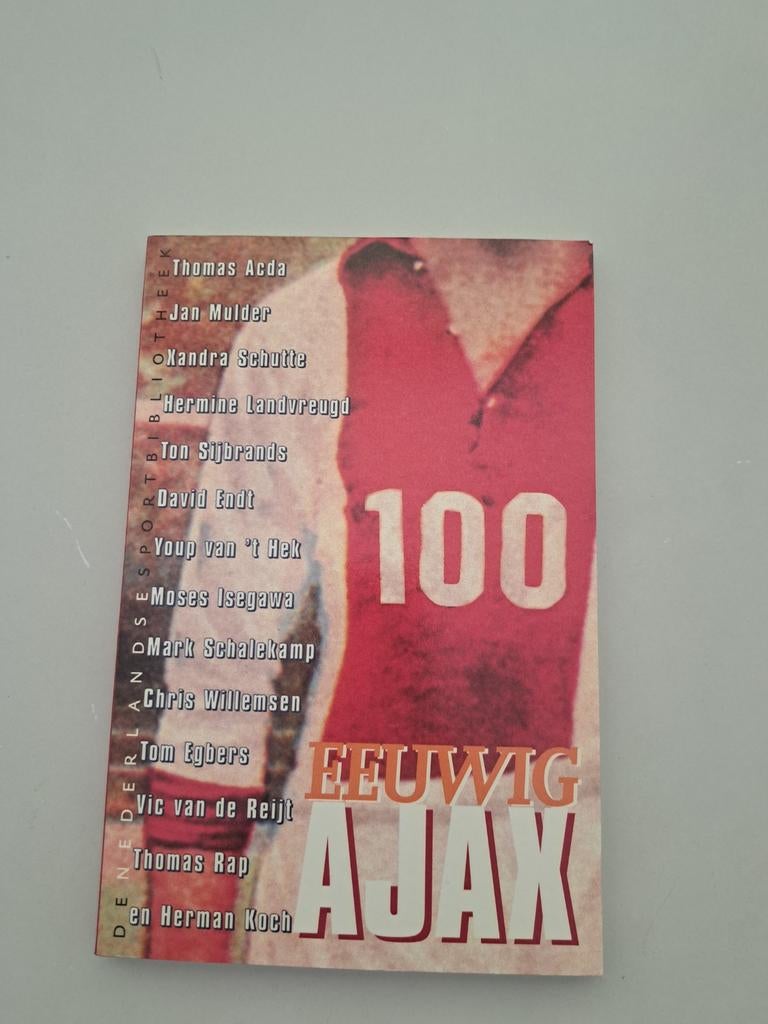 Thomas Acda
Jan Mulder
Xandra Schutte
Hermine Landvreugd
Ton Sijbrands
David Endt
Youp van 't Hek
Moses Isegawa
Mark Schalekamp
Chris Willemsen
Tom Egbers
Vic van de Reijt
Thomas Rap
en Herman Koch
DE NEDERLANDSE SPORTBIBLIOTHEEK
100
EEUWIG
AJAX